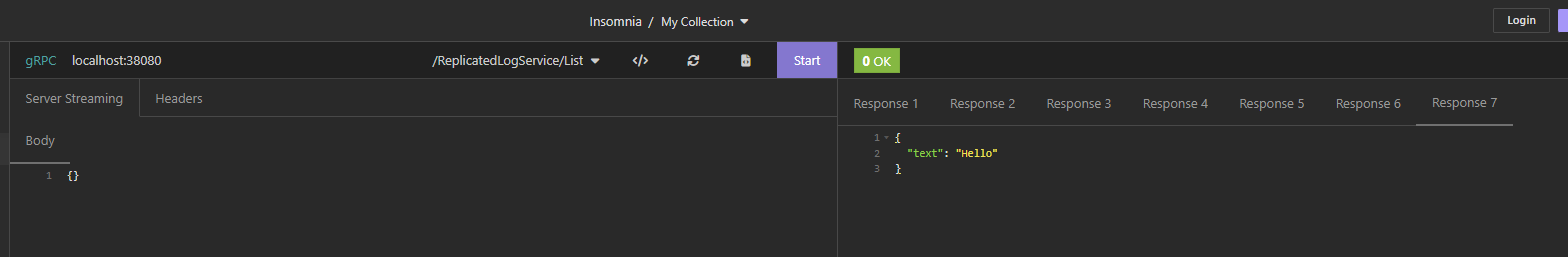 Insomnia / My Collection
Login
gRPC localhost:38080 /ReplicatedLogService/List </> Start 0 OK
Server Streaming Headers
Response 1 Response 2 Response 3 Response 4 Response 5 Response 6 Response 7
Body
1 {}
1 {
2 "text": "Hello"
3 }